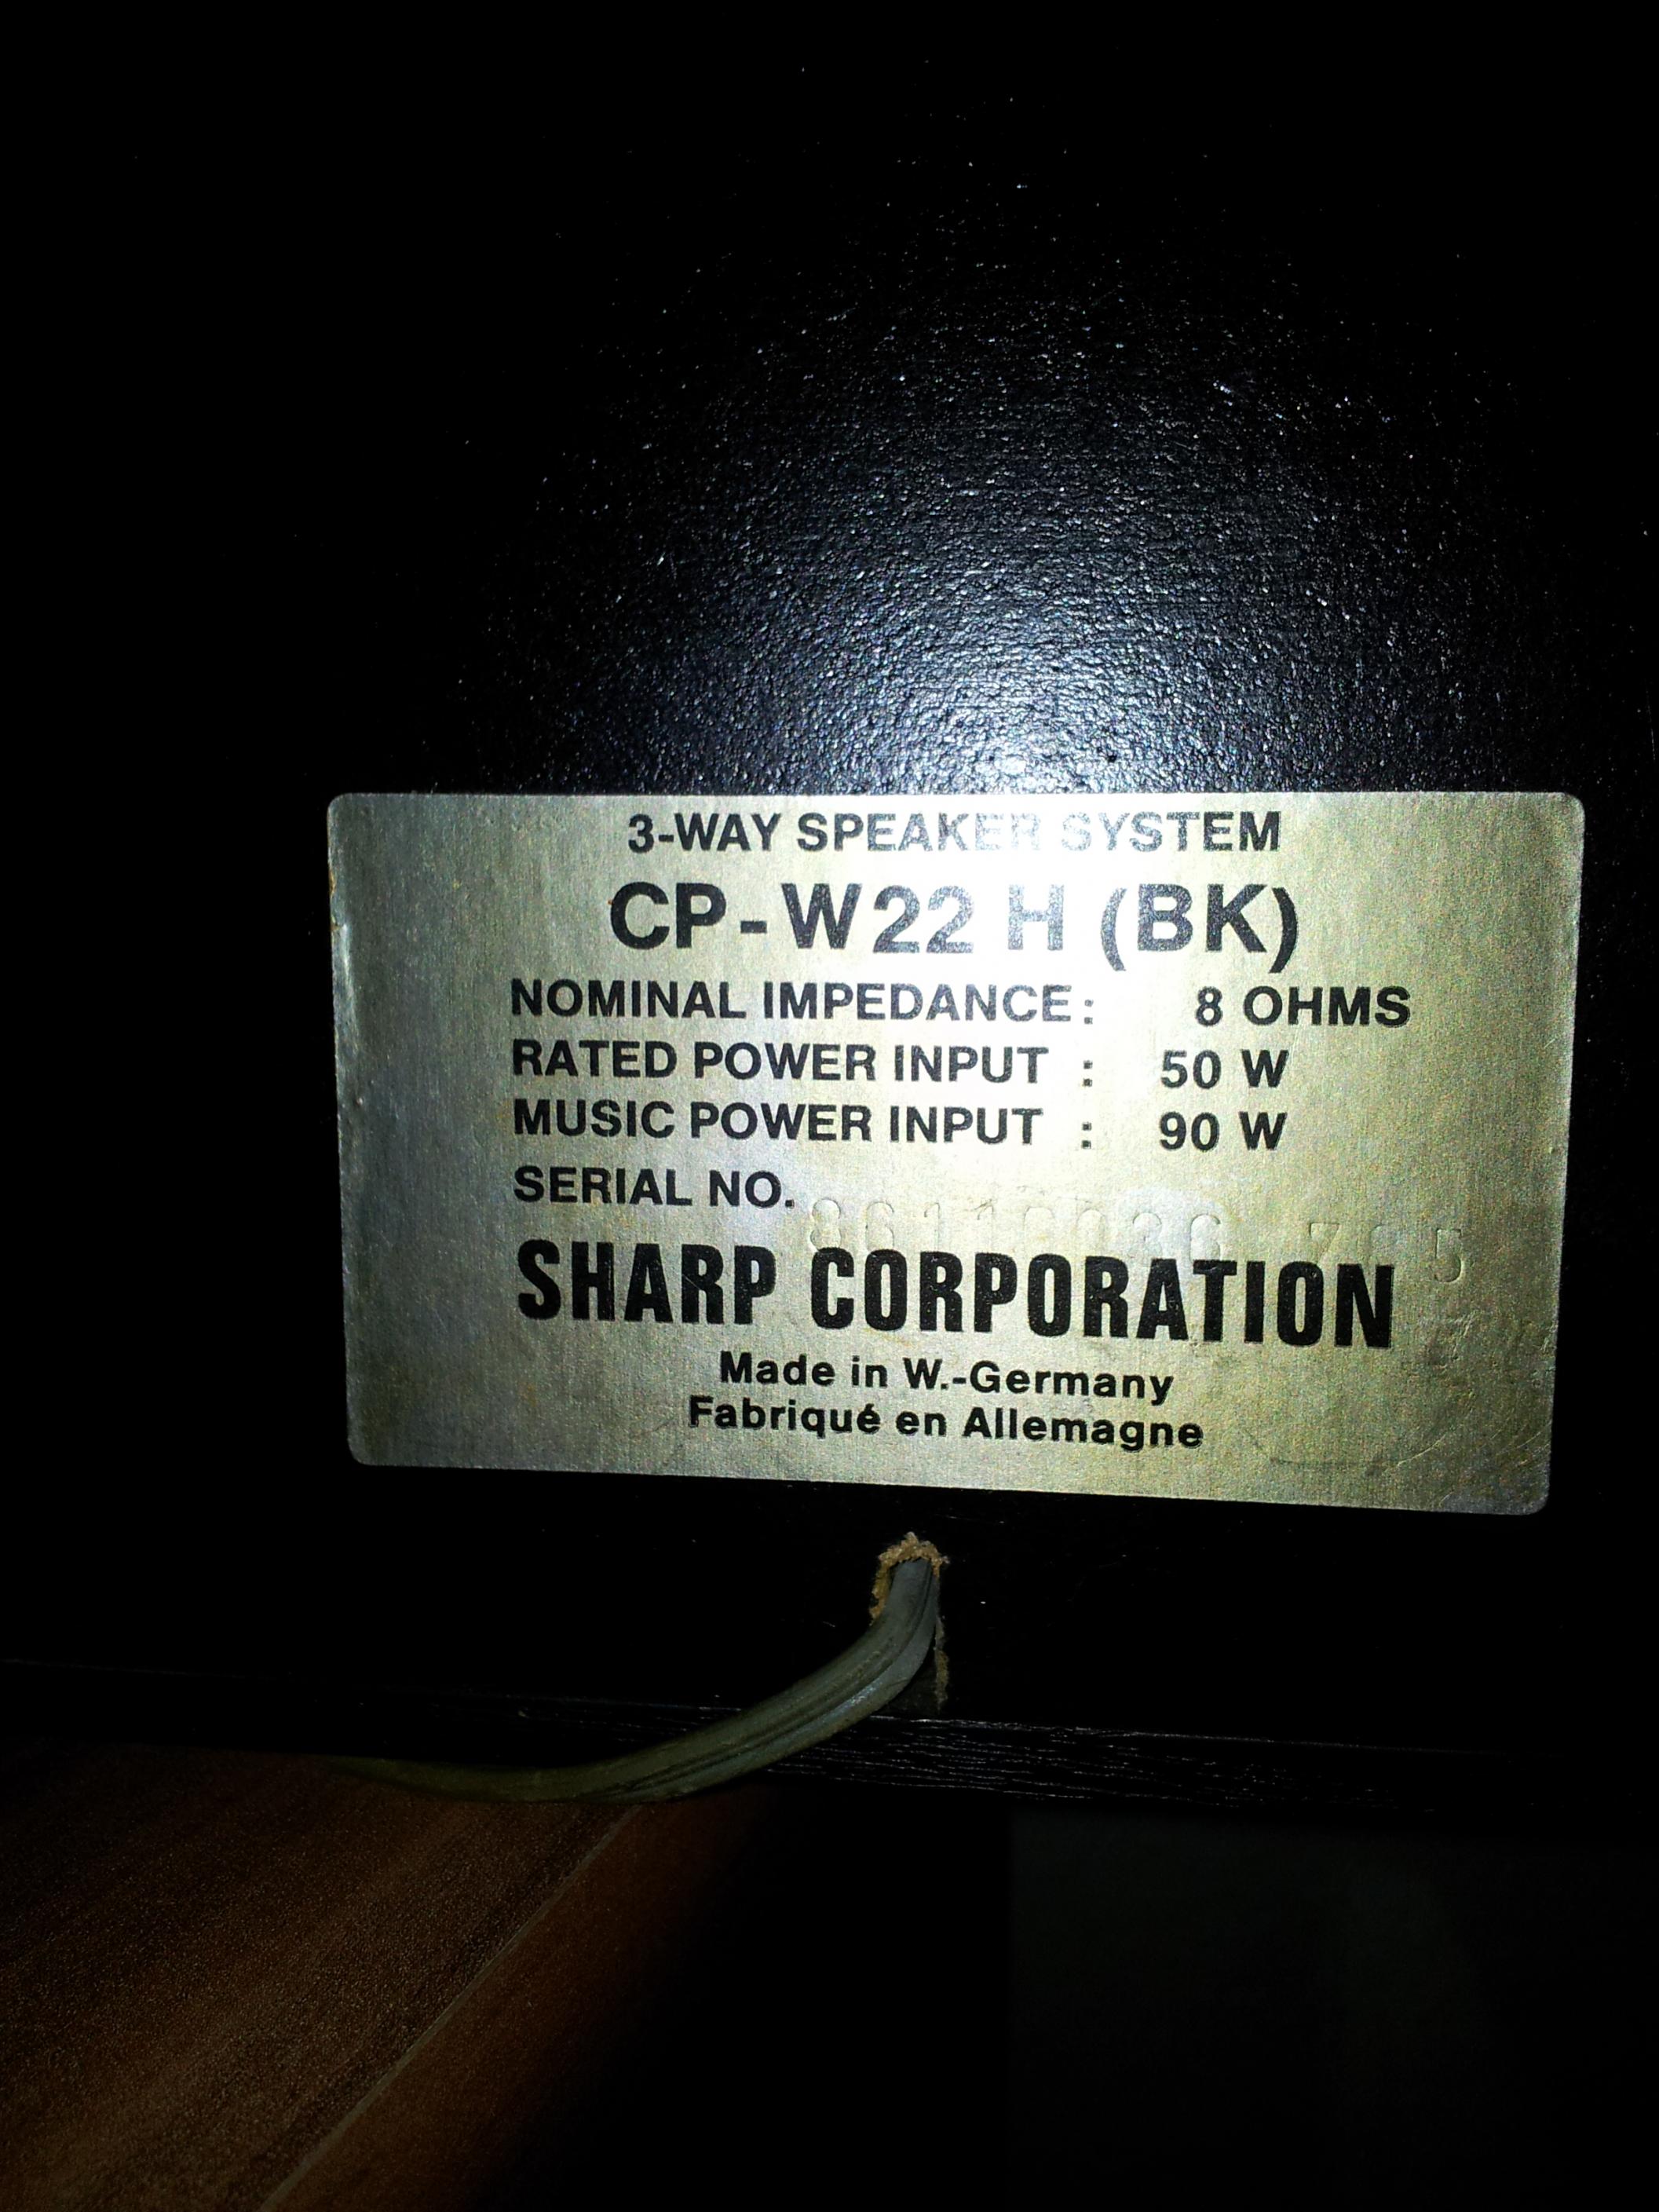 3-WAY SPEAKER SYSTEM
CP-W22 H (BK)
NOMINAL IMPEDANCE: 8 OHMS
RATED POWER INPUT : 50 W
MUSIC POWER INPUT : 90 W
SERIAL NO.
SHARP CORPORATION
Made in W.-Germany
Fabriqué en Allemagne